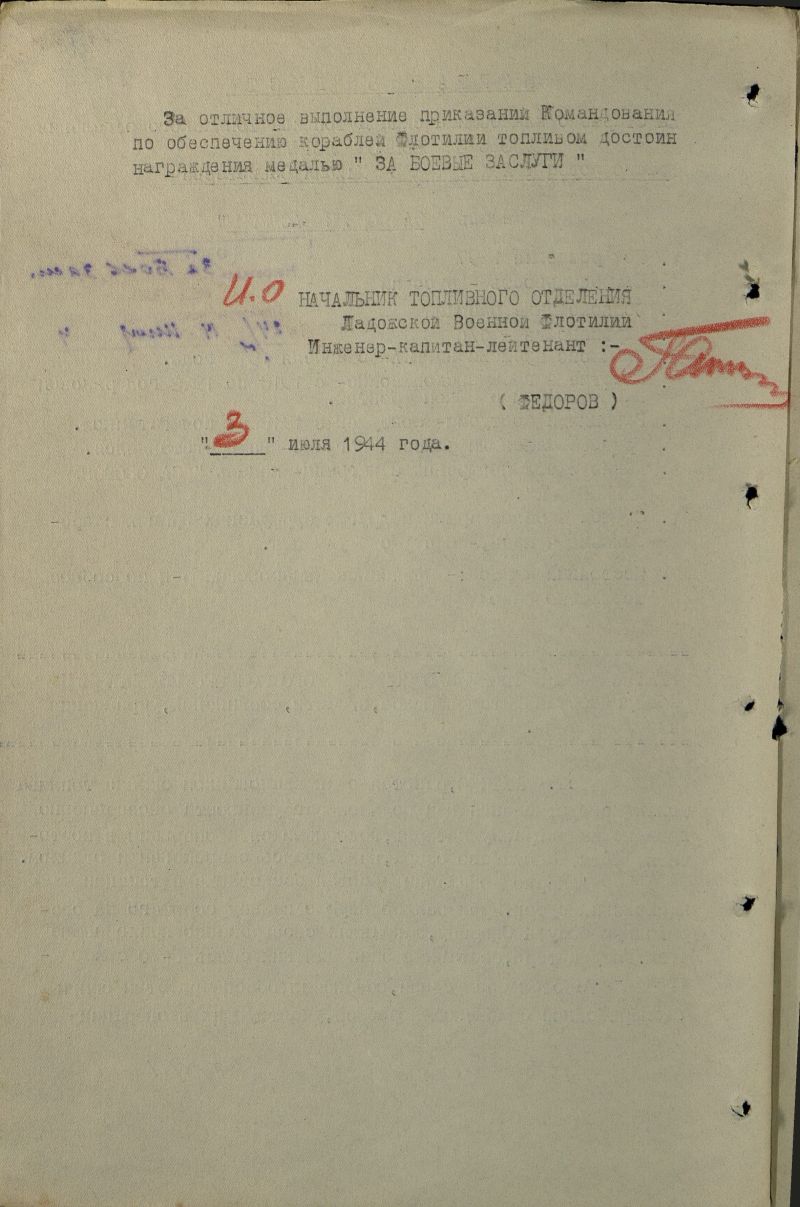 За отличное выполнение приказаний Командования
по обеспечению кораблей Флотилии топливом достоин
награждения медалью " ЗА БОЕВЫЕ ЗАСЛУГИ "
И.О НАЧАЛЬНИК ТОПЛИВНОГО ОТДЕЛЕНИЯ
Ладожской Военной Флотилии
Инженер-капитан-лейтенант :-
( ФЕДОРОВ )
" 3 " июля 1944 года.